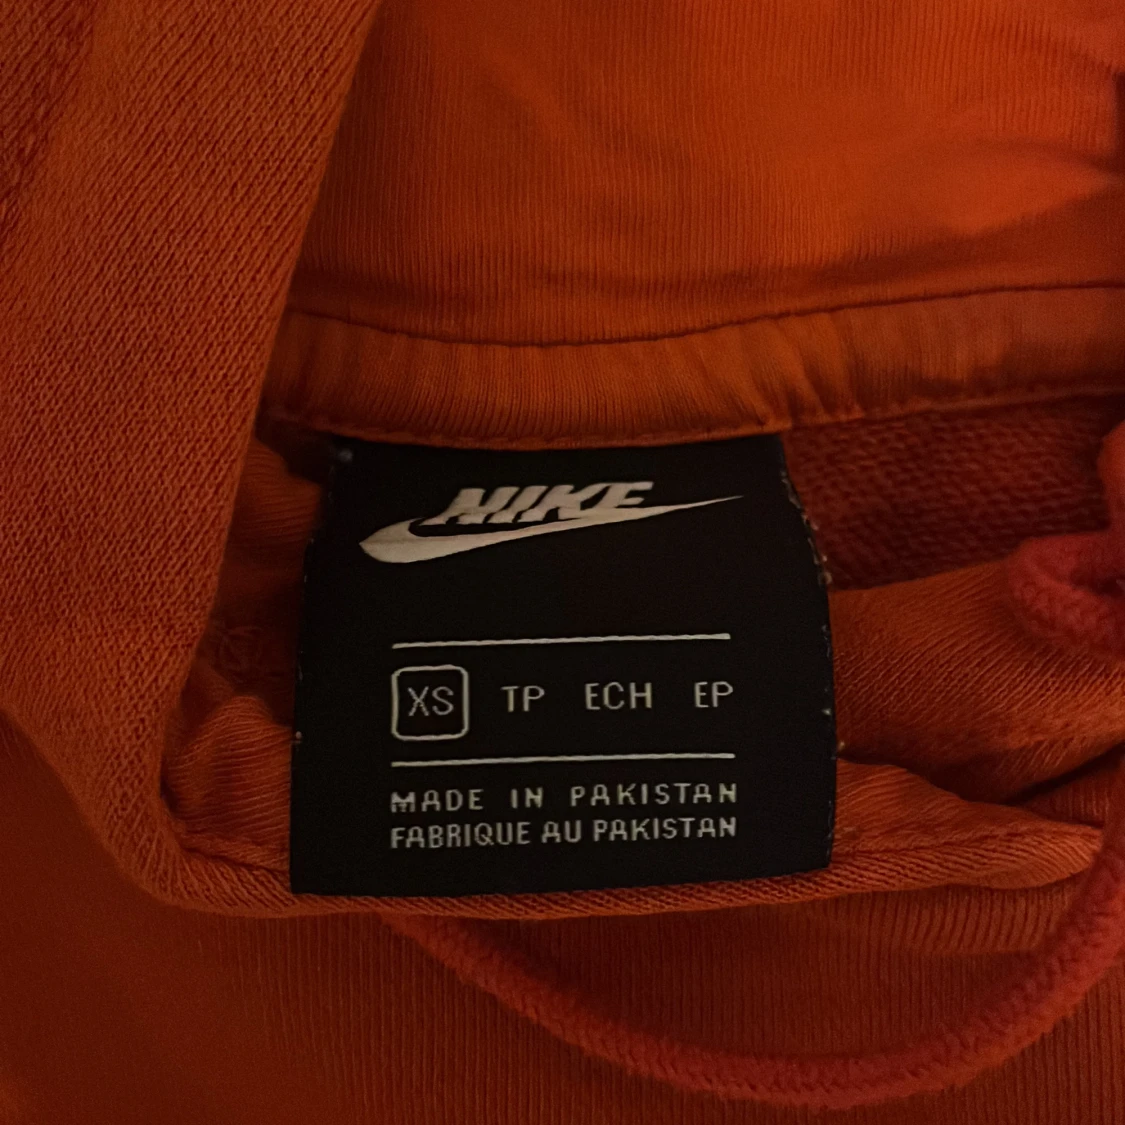 NIKE
XS TP ECH EP
MADE IN PAKISTAN
FABRIQUE AU PAKISTAN